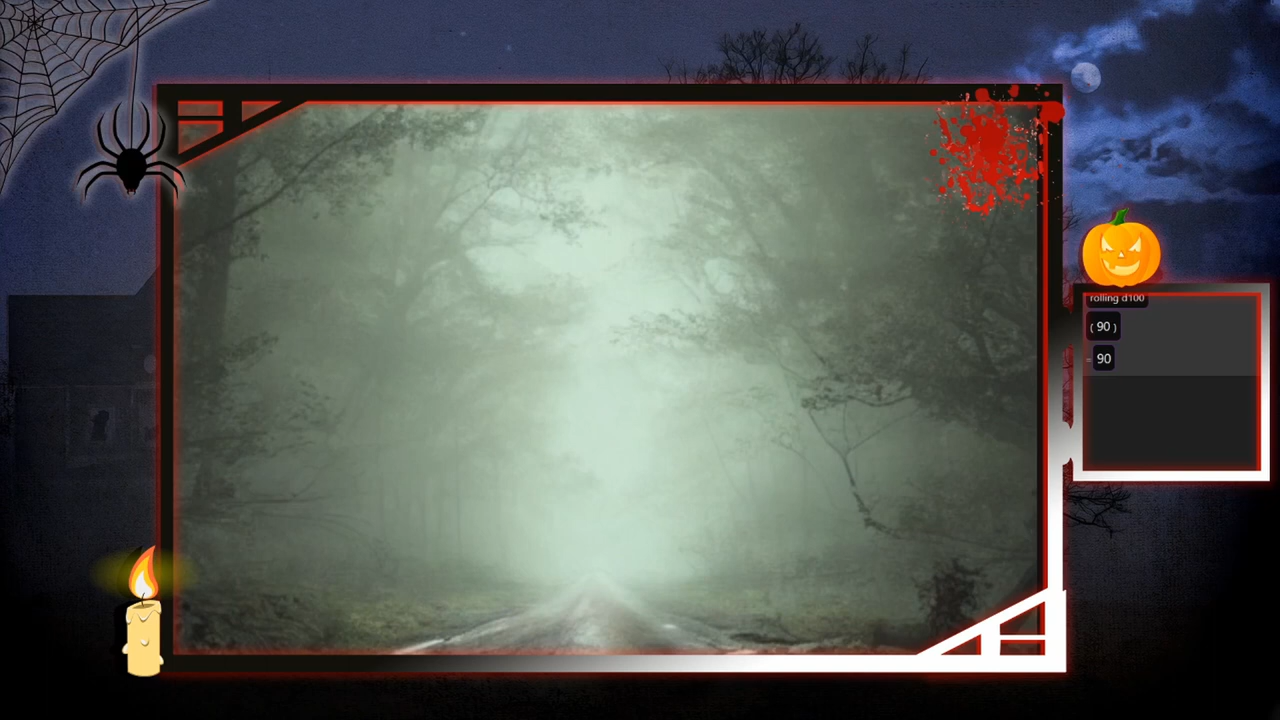 rolling d100
( 90 )
= 90